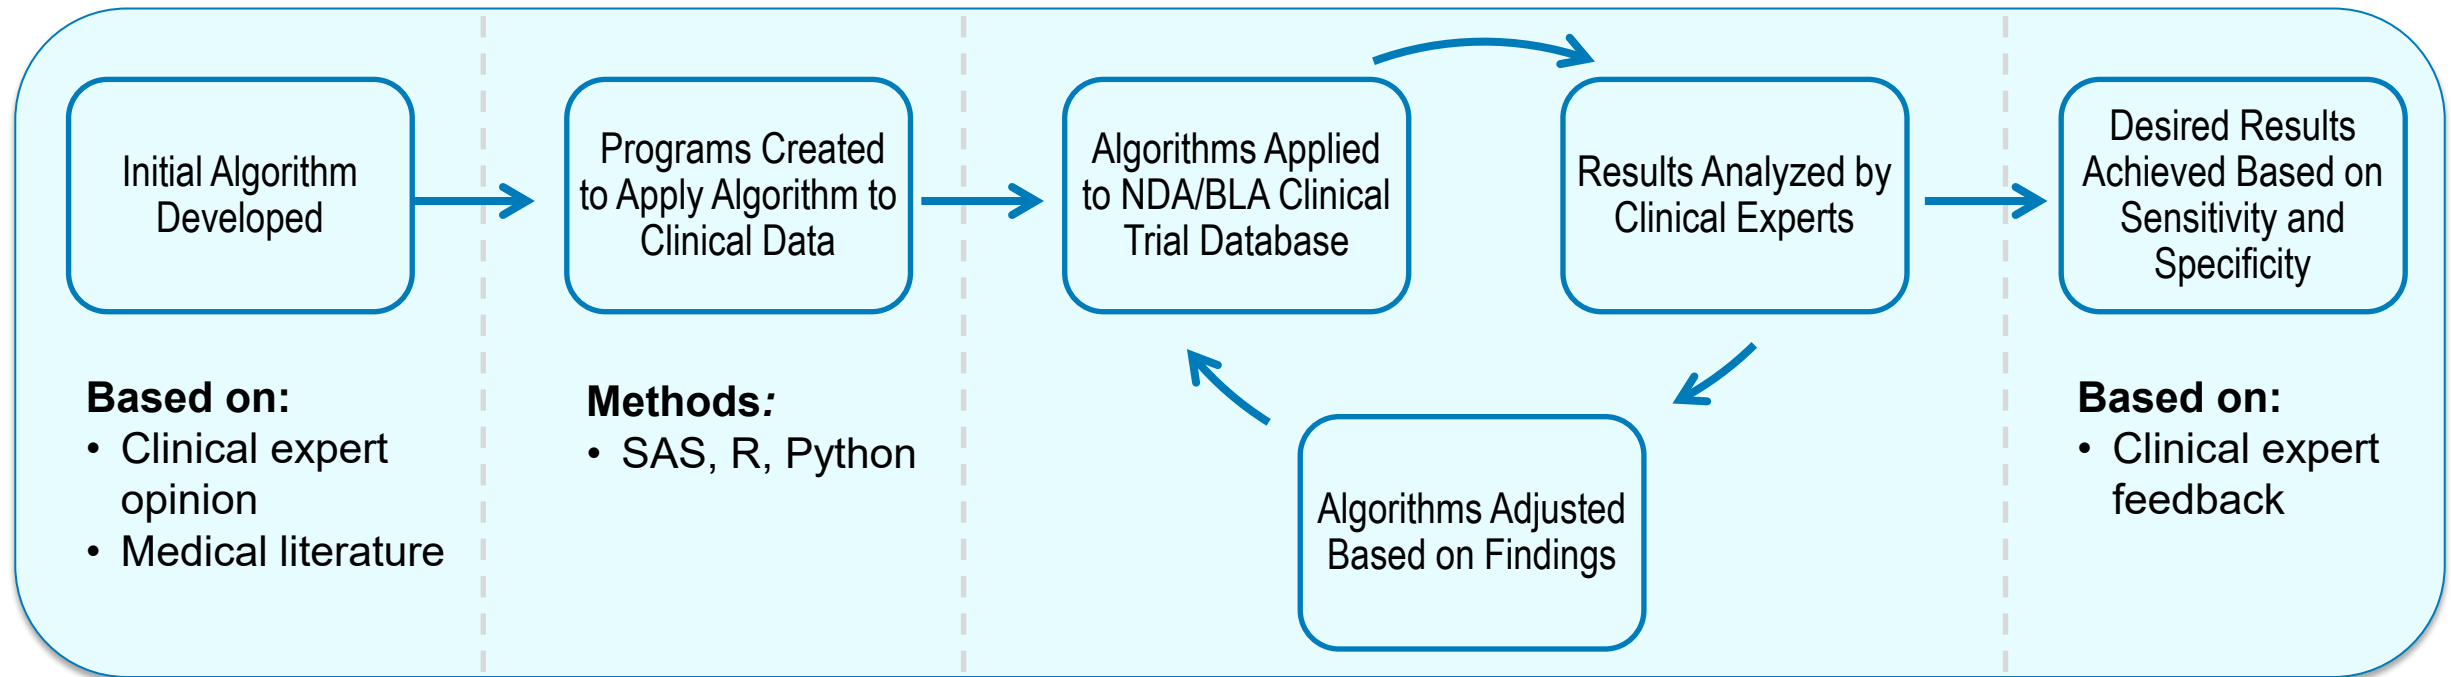 Initial Algorithm
Developed
Based on:
• Clinical expert
opinion
• Medical literature
Programs Created
to Apply Algorithm to
Clinical Data
Methods:
• SAS, R, Python
Algorithms Applied
to NDA/BLA Clinical
Trial Database
Results Analyzed by
Clinical Experts
Algorithms Adjusted
Based on Findings
Desired Results
Achieved Based on
Sensitivity and
Specificity
Based on:
• Clinical expert
feedback